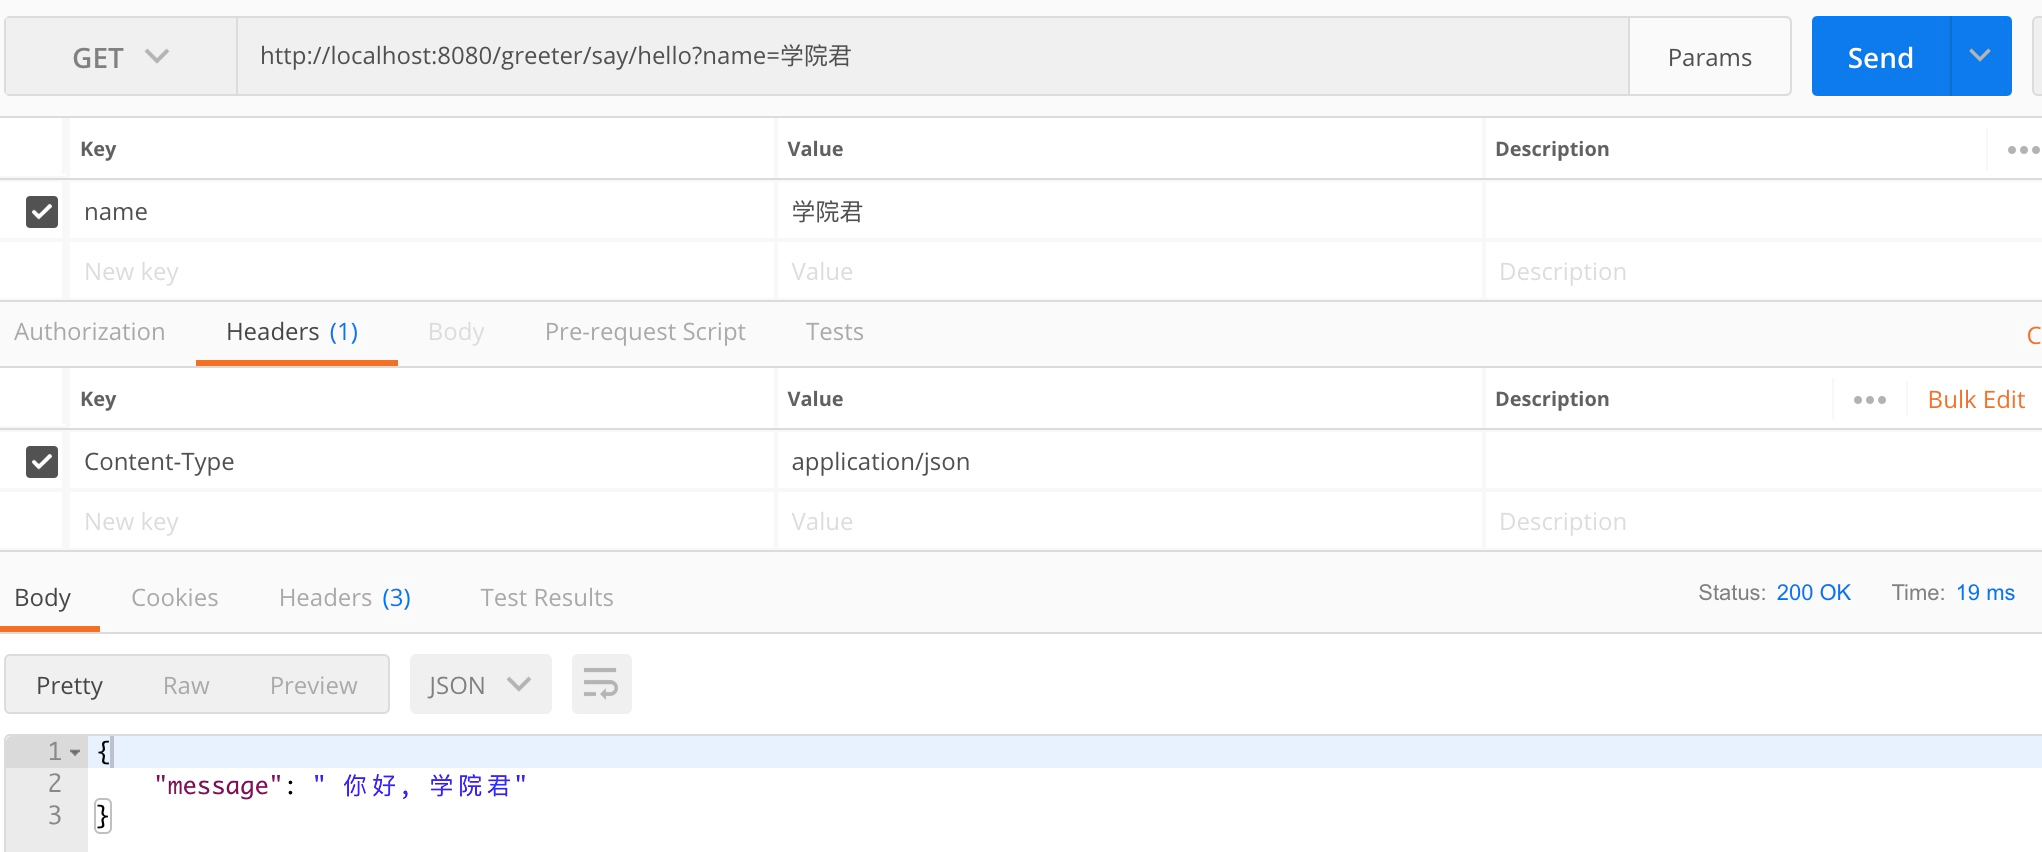 GET http://localhost:8080/greeter/say/hello?name=学院君 Params Send
Key Value Description
name 学院君
New key Value Description
Authorization Headers (1) Body Pre-request Script Tests C
Key Value Description Bulk Edit
Content-Type application/json
New key Value Description
Body Cookies Headers (3) Test Results Status: 200 OK Time: 19 ms
Pretty Raw Preview JSON
1 {
2 "message": " 你好, 学院君"
3 }